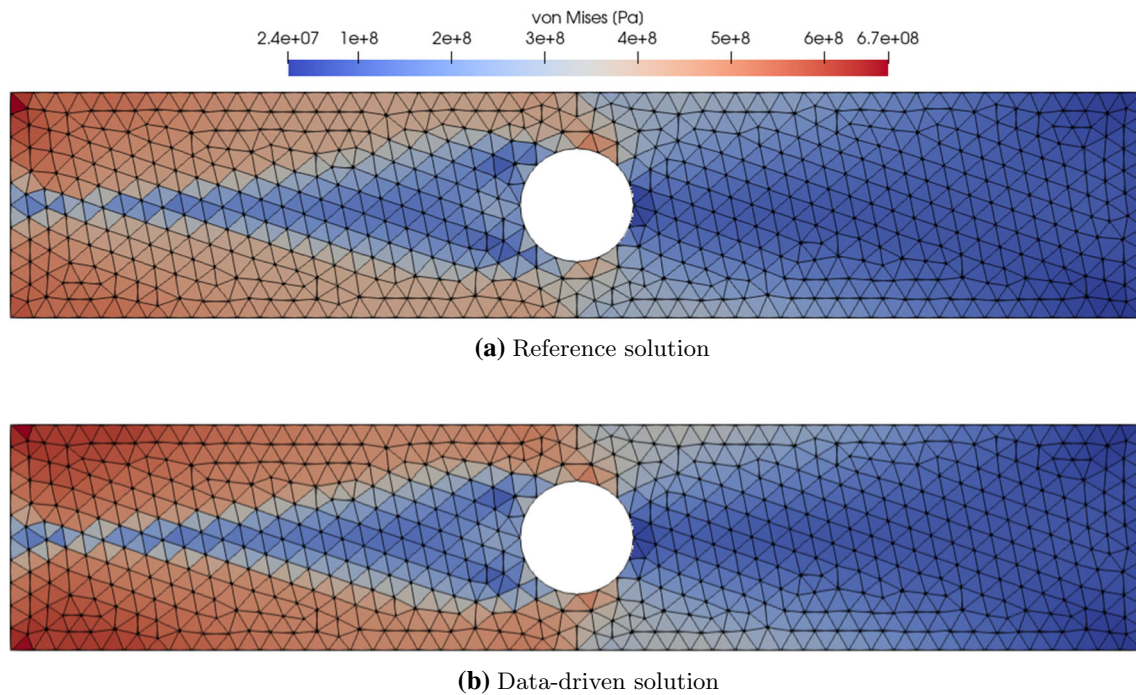 von Mises [Pa]
2.4e+07 1e+8 2e+8 3e+8 4e+8 5e+8 6e+8 6.7e+08
(a) Reference solution
(b) Data-driven solution